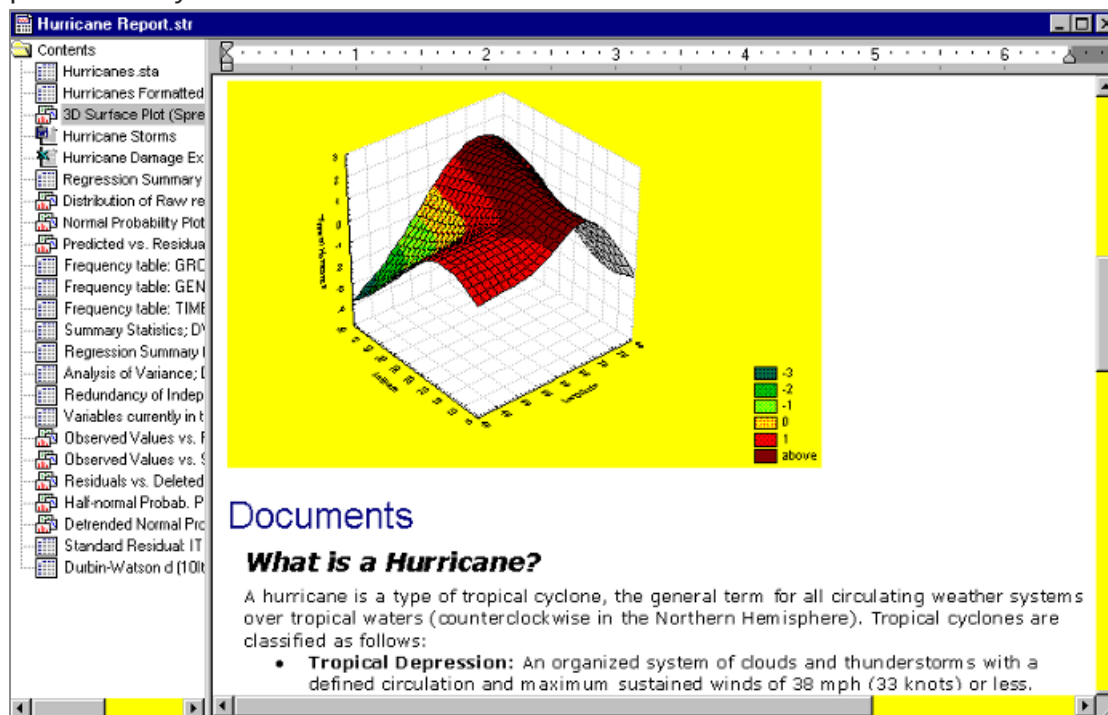 Hurricane Report.str
Contents
Hurricanes.sta
Hurricanes Formatted
3D Surface Plot (Spre
Hurricane Storms
Hurricane Damage Ex
Regression Summary
Distribution of Raw re
Normal Probability Plot
Predicted vs. Residua
Frequency table: GRO
Frequency table: GEN
Frequency table: TIME
Summary Statistics; DV
Regression Summary
Analysis of Variance;
Redundancy of Indep
Variables currently in t
Observed Values vs.
Observed Values vs.
Residuals vs. Deleted
Half-normal Probab. P
Detrended Normal Pro
Standard Residual: IT
Durbin-Watson d
1 2 3 4 5 6
Longitude
-3
-2
-1
0
1
above
Documents
What is a Hurricane?
A hurricane is a type of tropical cyclone, the general term for all circulating weather systems
over tropical waters (counterclockwise in the Northern Hemisphere). Tropical cyclones are
classified as follows:
• Tropical Depression: An organized system of clouds and thunderstorms with a
defined circulation and maximum sustained winds of 38 mph (33 knots) or less.